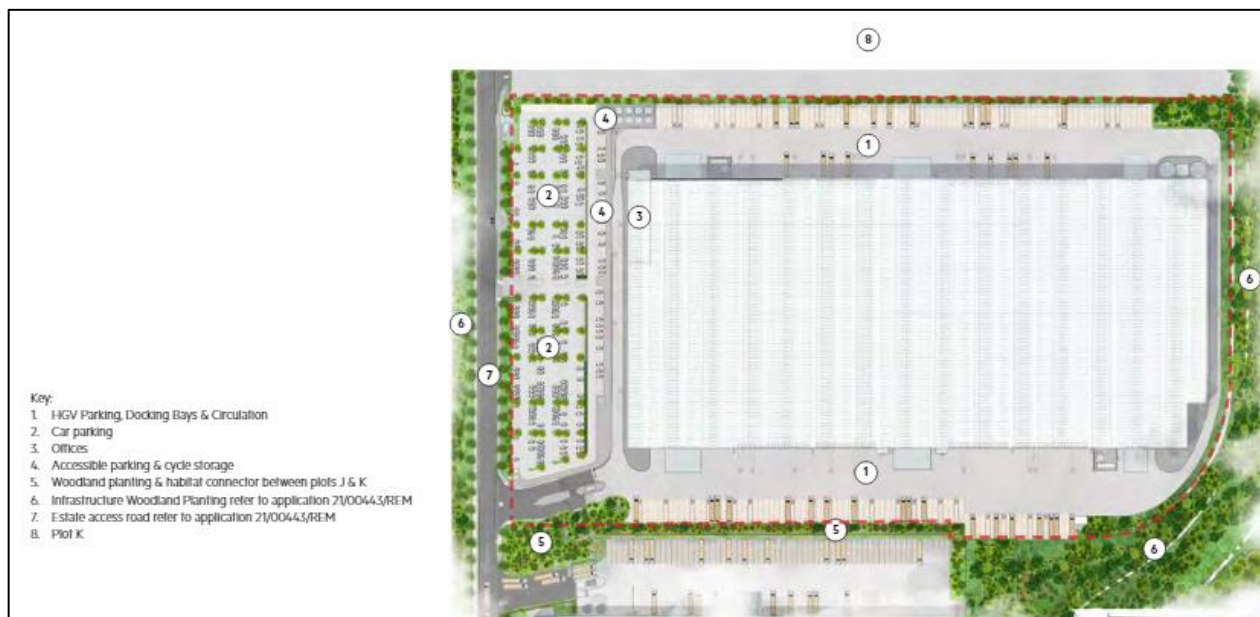 8
4
1
2
4
3
6
6
2
7
Key:
1. HGV Parking, Docking Bays & Circulation
2. Car parking
3. Offices
4. Accessible parking & cycle storage
5. Woodland planting & habitat connector between plots J & K
6. Infrastructure Woodland Planting refer to application 21/00443/REM
7. Estate access road refer to application 21/00443/REM
8. Plot K
1
5
5
6